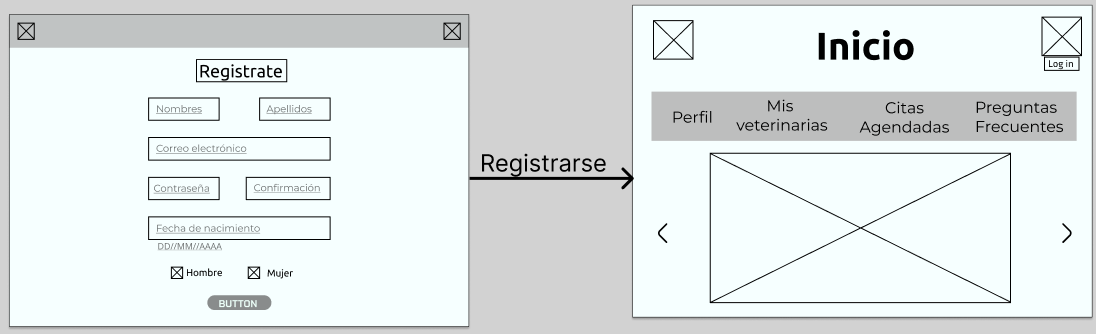 Registrate
Nombres
Apellidos
Correo electrónico
Contraseña
Confirmación
Fecha de nacimiento
DD//MM//AAAA
Hombre
Mujer
BUTTON
Registrarse
Inicio
Log in
Perfil
Mis
veterinarias
Citas
Agendadas
Preguntas
Frecuentes